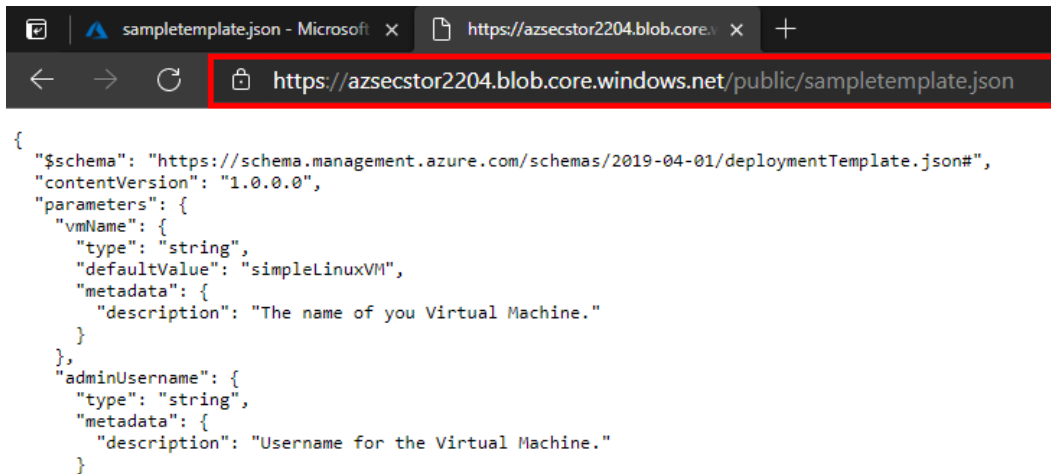 sampletemplate.json - Microsoft
https://azsecstor2204.blob.core.w
https://azsecstor2204.blob.core.windows.net/public/sampletemplate.json
{
"$schema": "https://schema.management.azure.com/schemas/2019-04-01/deploymentTemplate.json#",
"contentVersion": "1.0.0.0",
"parameters": {
"vmName": {
"type": "string",
"defaultValue": "simpleLinuxVM",
"metadata": {
"description": "The name of you Virtual Machine."
}
},
"adminUsername": {
"type": "string",
"metadata": {
"description": "Username for the Virtual Machine."
}